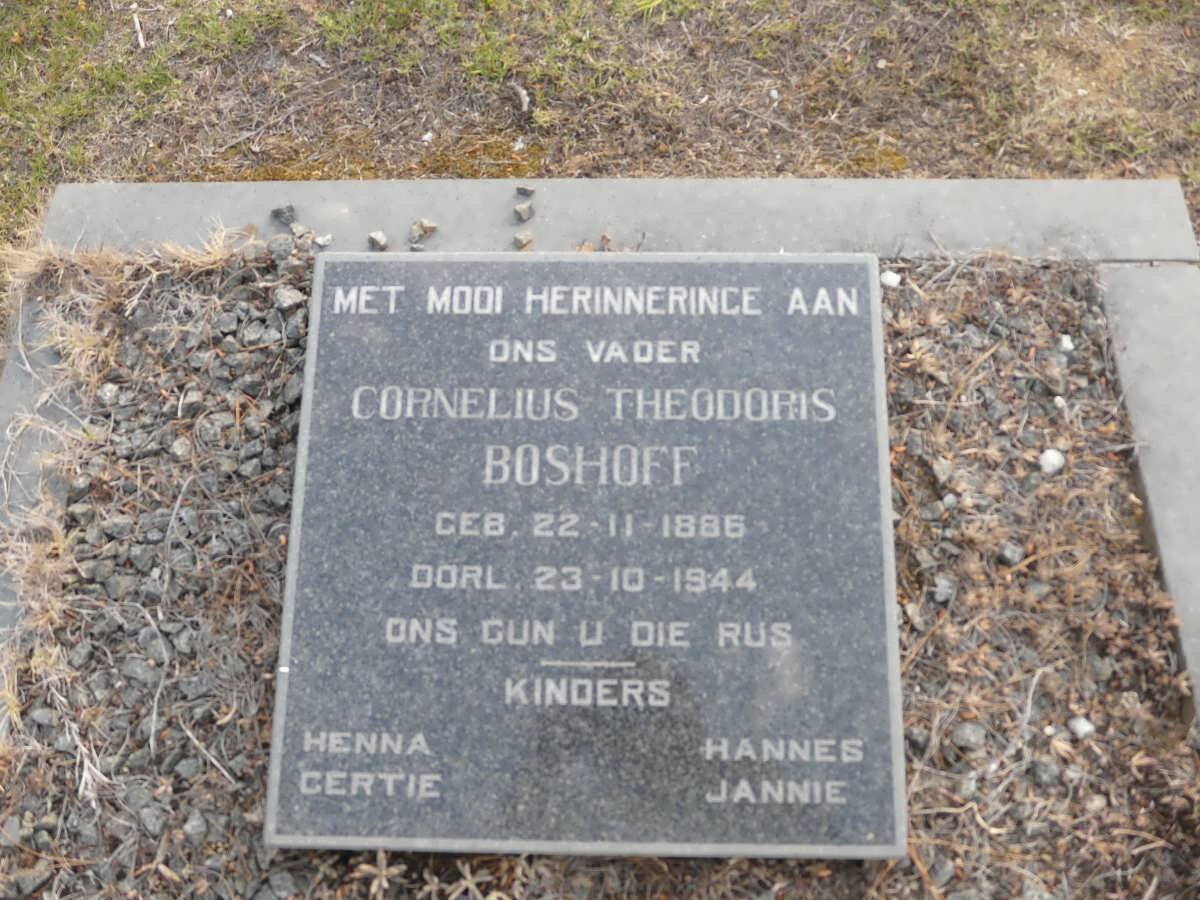 MET MOOI HERINNERINGE AAN
ONS VADER
CORNELIUS THEODORIS
BOSHOFF
GEB. 22-11-1886
OORL. 23-10-1944
ONS GUN U DIE RUS
KINDERS
HENNA HANNES
GERTIE JANNIE